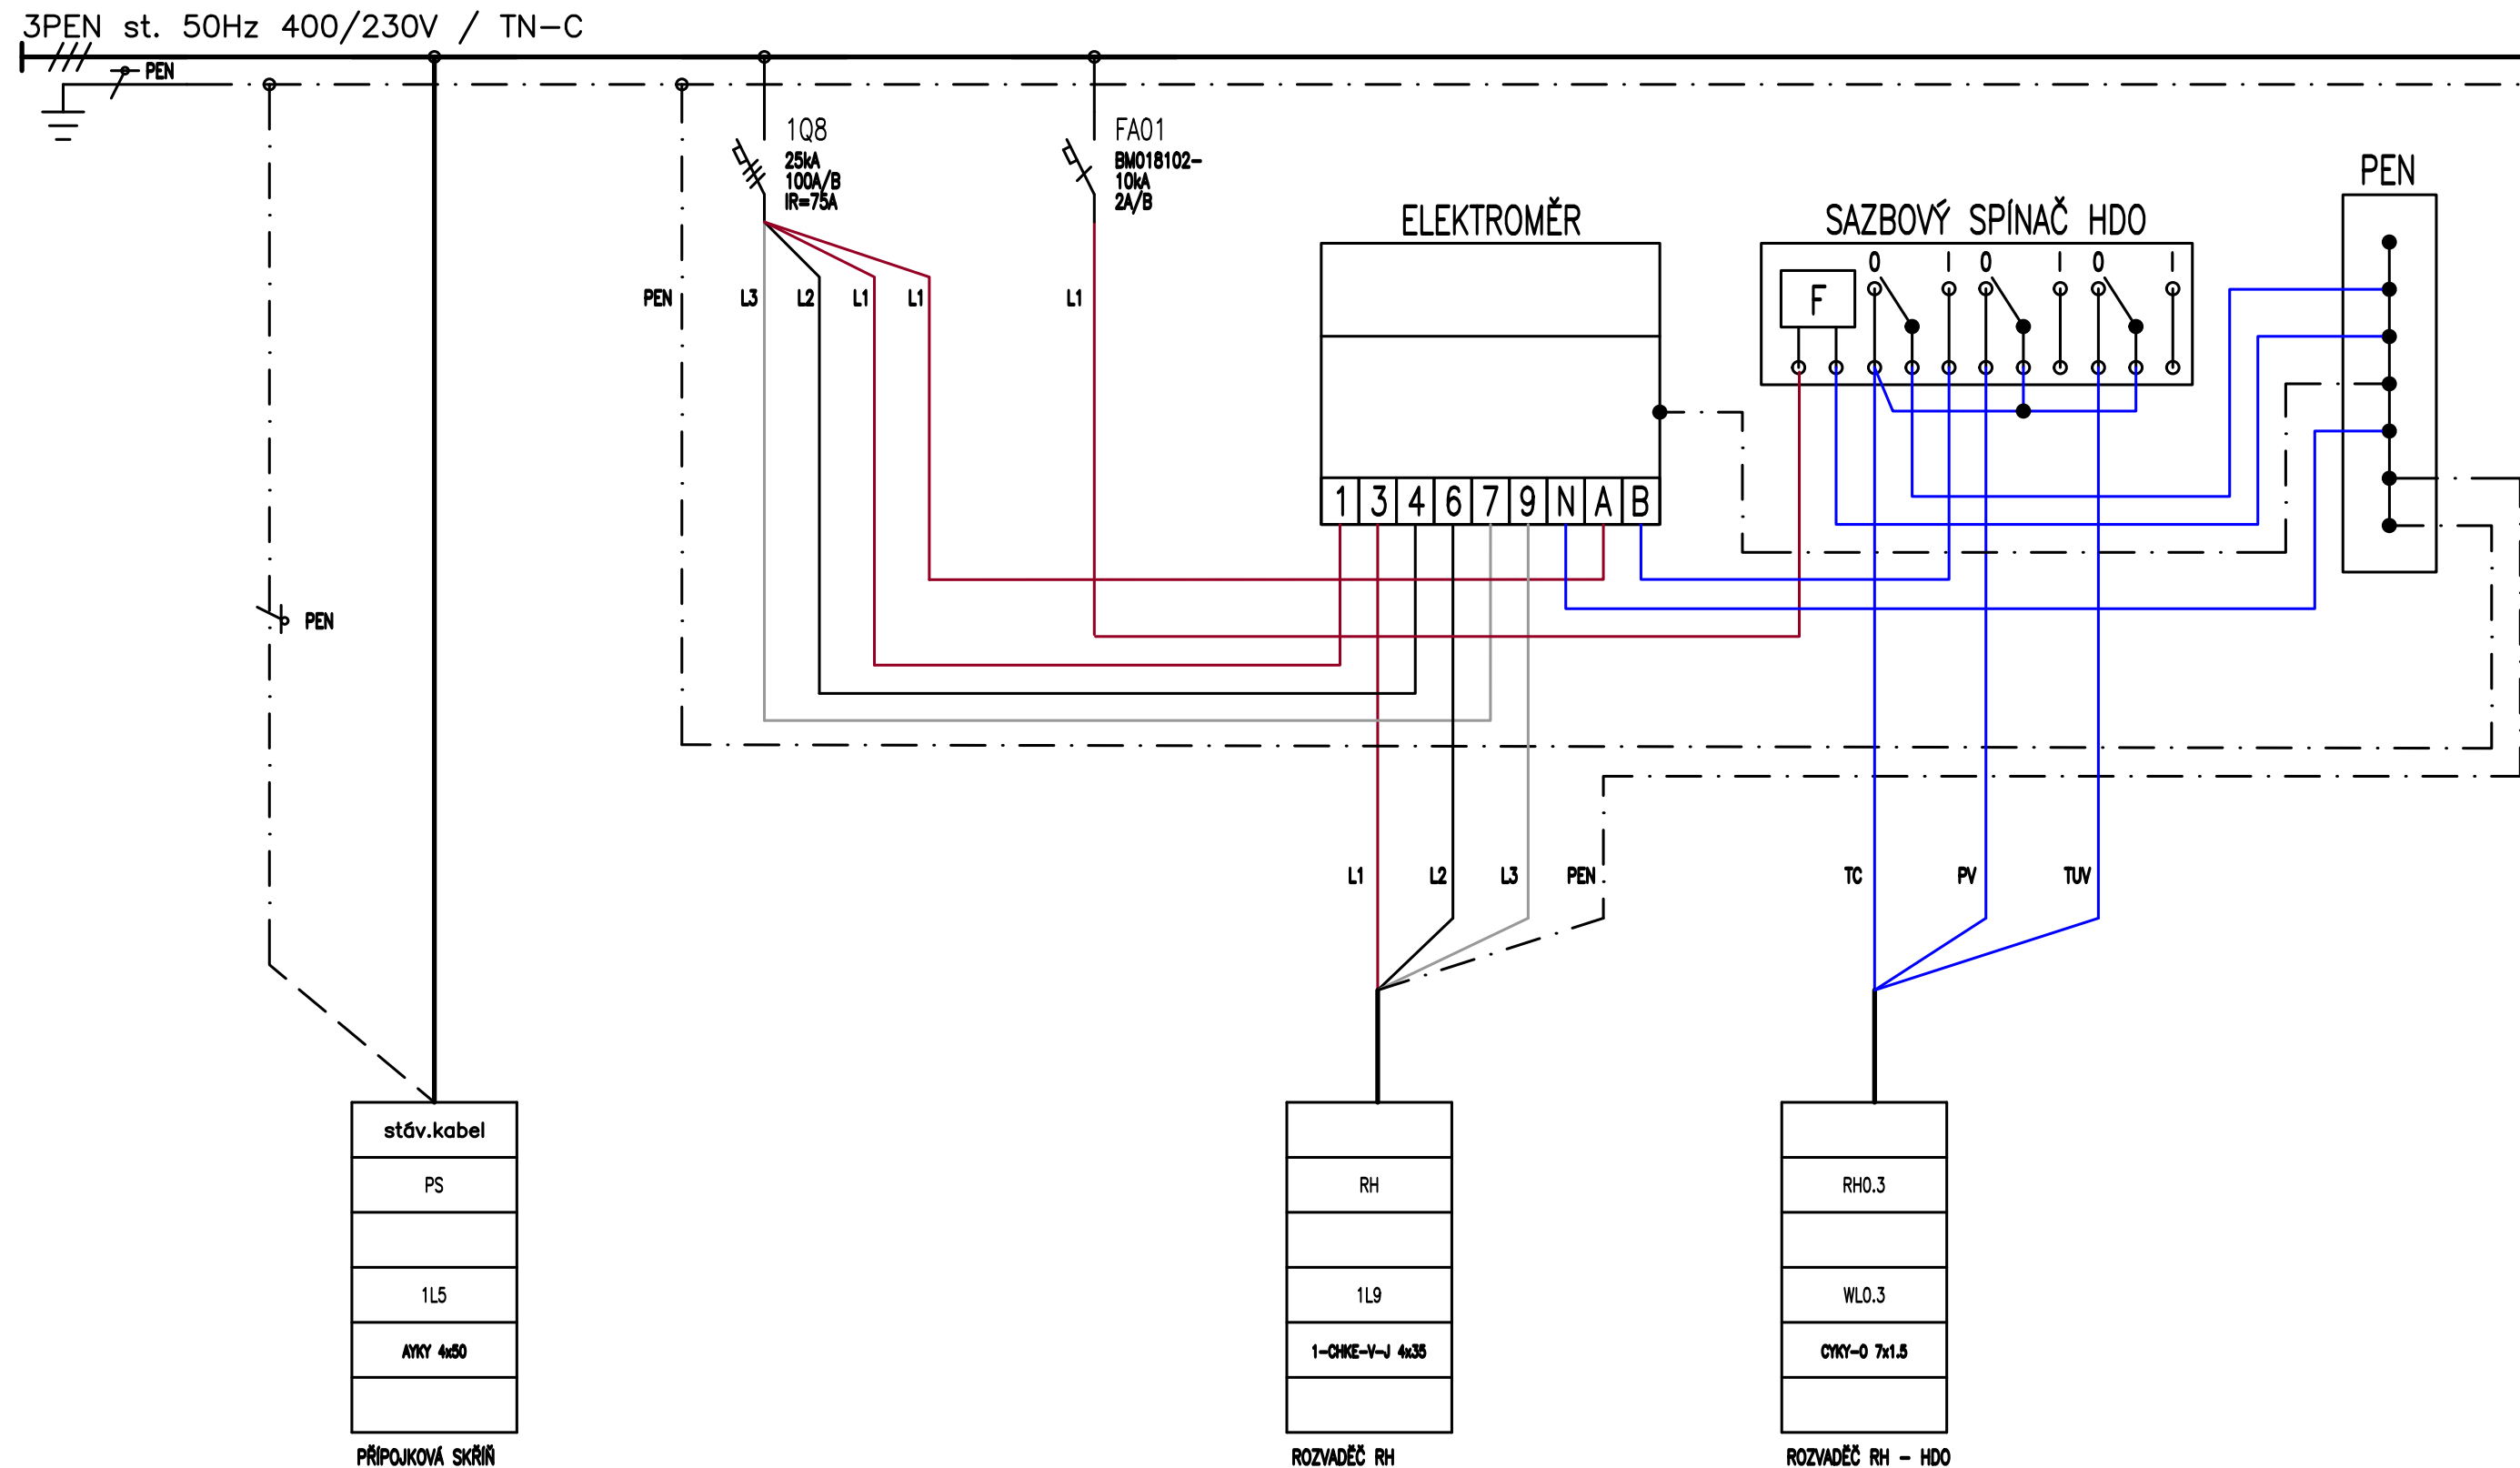 3PEN st. 50Hz 400/230V / TN-C
PEN
1Q8
25kA
100A/B
IR=75A
FA01
BM018102-
10kA
2A/B
ELEKTROMĚR
SAZBOVÝ SPÍNAČ HDO
PEN
0 I 0 I 0 I
F
PEN L3 L2 L1 L1 L1
1 3 4 6 7 9 N A B
PEN
L1 L2 L3 PEN TC PV TUV
stáv.kabel
PS RH RH0.3
1L5 1L9 WL0.3
AYKY 4x50 1-CHKE-V-J 4x35 CYKY-O 7x1.5
PŘÍPOJKOVÁ SKŘÍŇ ROZVADĚČ RH ROZVADĚČ RH - HDO